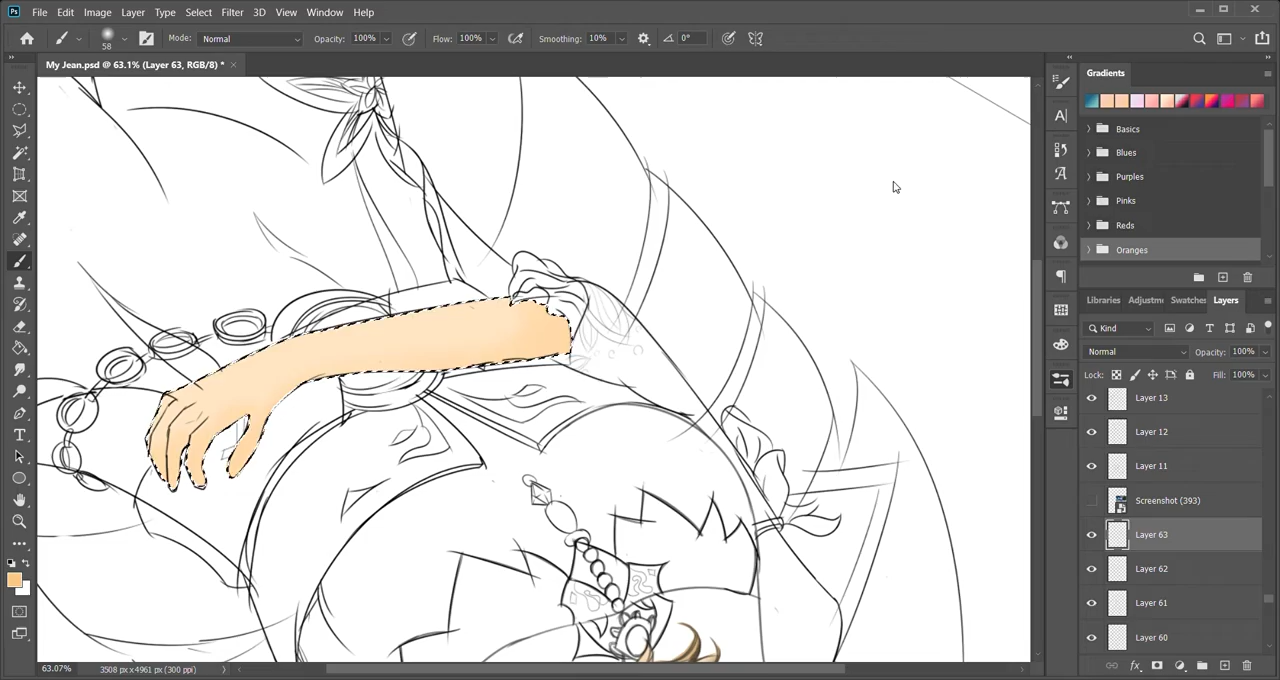 Ps File Edit Image Layer Type Select Filter 3D View Window Help
58 Mode: Normal Opacity: 100% Flow: 100% Smoothing: 10% 0°
My Jean.psd @ 63.1% (Layer 63, RGB/8) * ×
Gradients
Basics
Blues
Purples
Pinks
Reds
Oranges
Libraries Adjustm Swatches Layers
Kind
Normal Opacity: 100%
Lock: Fill: 100%
Layer 13
Layer 12
Layer 11
Screenshot (393)
Layer 63
Layer 62
Layer 61
Layer 60
63.07% 3508 px x 4961 px (300 ppi)